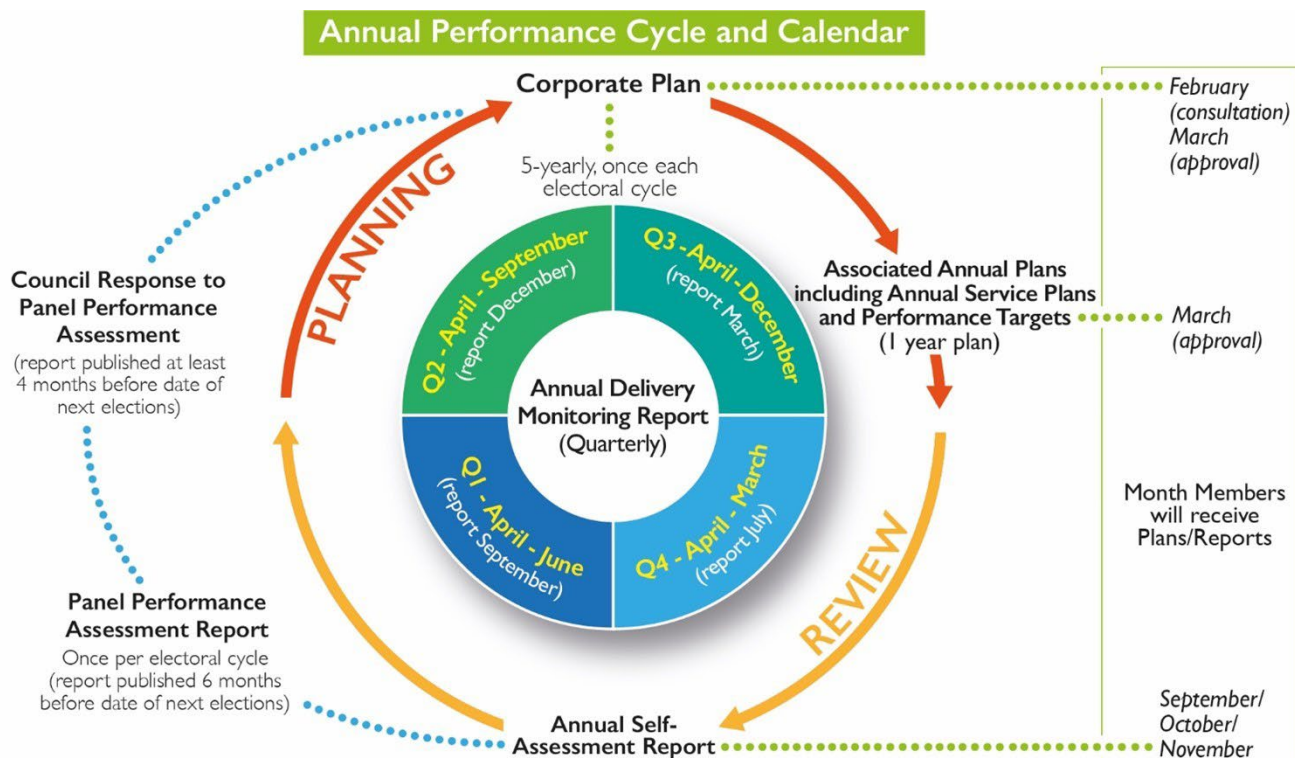 Annual Performance Cycle and Calendar
Corporate Plan
5-yearly, once each
electoral cycle
February
(consultation)
March
(approval)
PLANNING
Council Response to
Panel Performance
Assessment
(report published at least
4 months before date of
next elections)
Q2 - April - September
(report December)
Q3 - April - December
(report March)
Associated Annual Plans
including Annual Service Plans
and Performance Targets
(1 year plan)
March
(approval)
Annual Delivery
Monitoring Report
(Quarterly)
Q1 - April - June
(report September)
Q4 - April - March
(report July)
Month Members
will receive
Plans/Reports
REVIEW
Panel Performance
Assessment Report
Once per electoral cycle
(report published 6 months
before date of next elections)
Annual Self-
Assessment Report
September/
October/
November